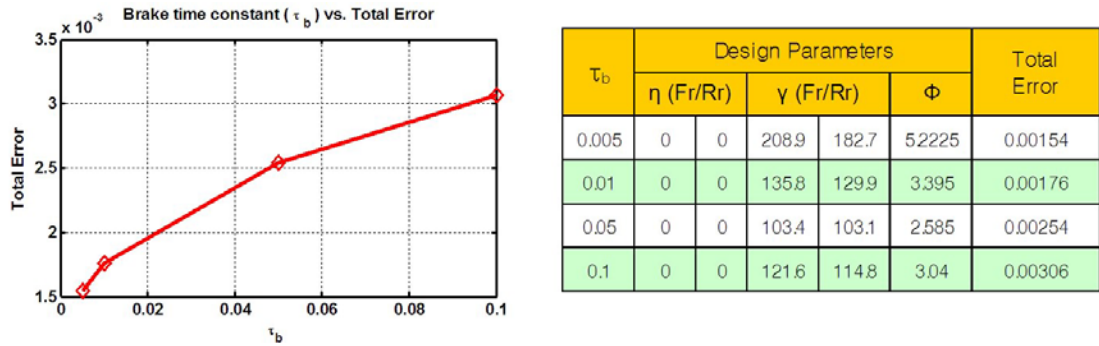 Brake time constant ( τb ) vs. Total Error
x 10-3
3.5
3
2.5
2
1.5
0 0.02 0.04 0.06 0.08 0.1
Total Error
τb
τb Design Parameters Total Error
η (Fr/Rr) γ (Fr/Rr) Φ
0.005 0 0 208.9 182.7 5.2225 0.00154
0.01 0 0 135.8 129.9 3.395 0.00176
0.05 0 0 103.4 103.1 2.585 0.00254
0.1 0 0 121.6 114.8 3.04 0.00306